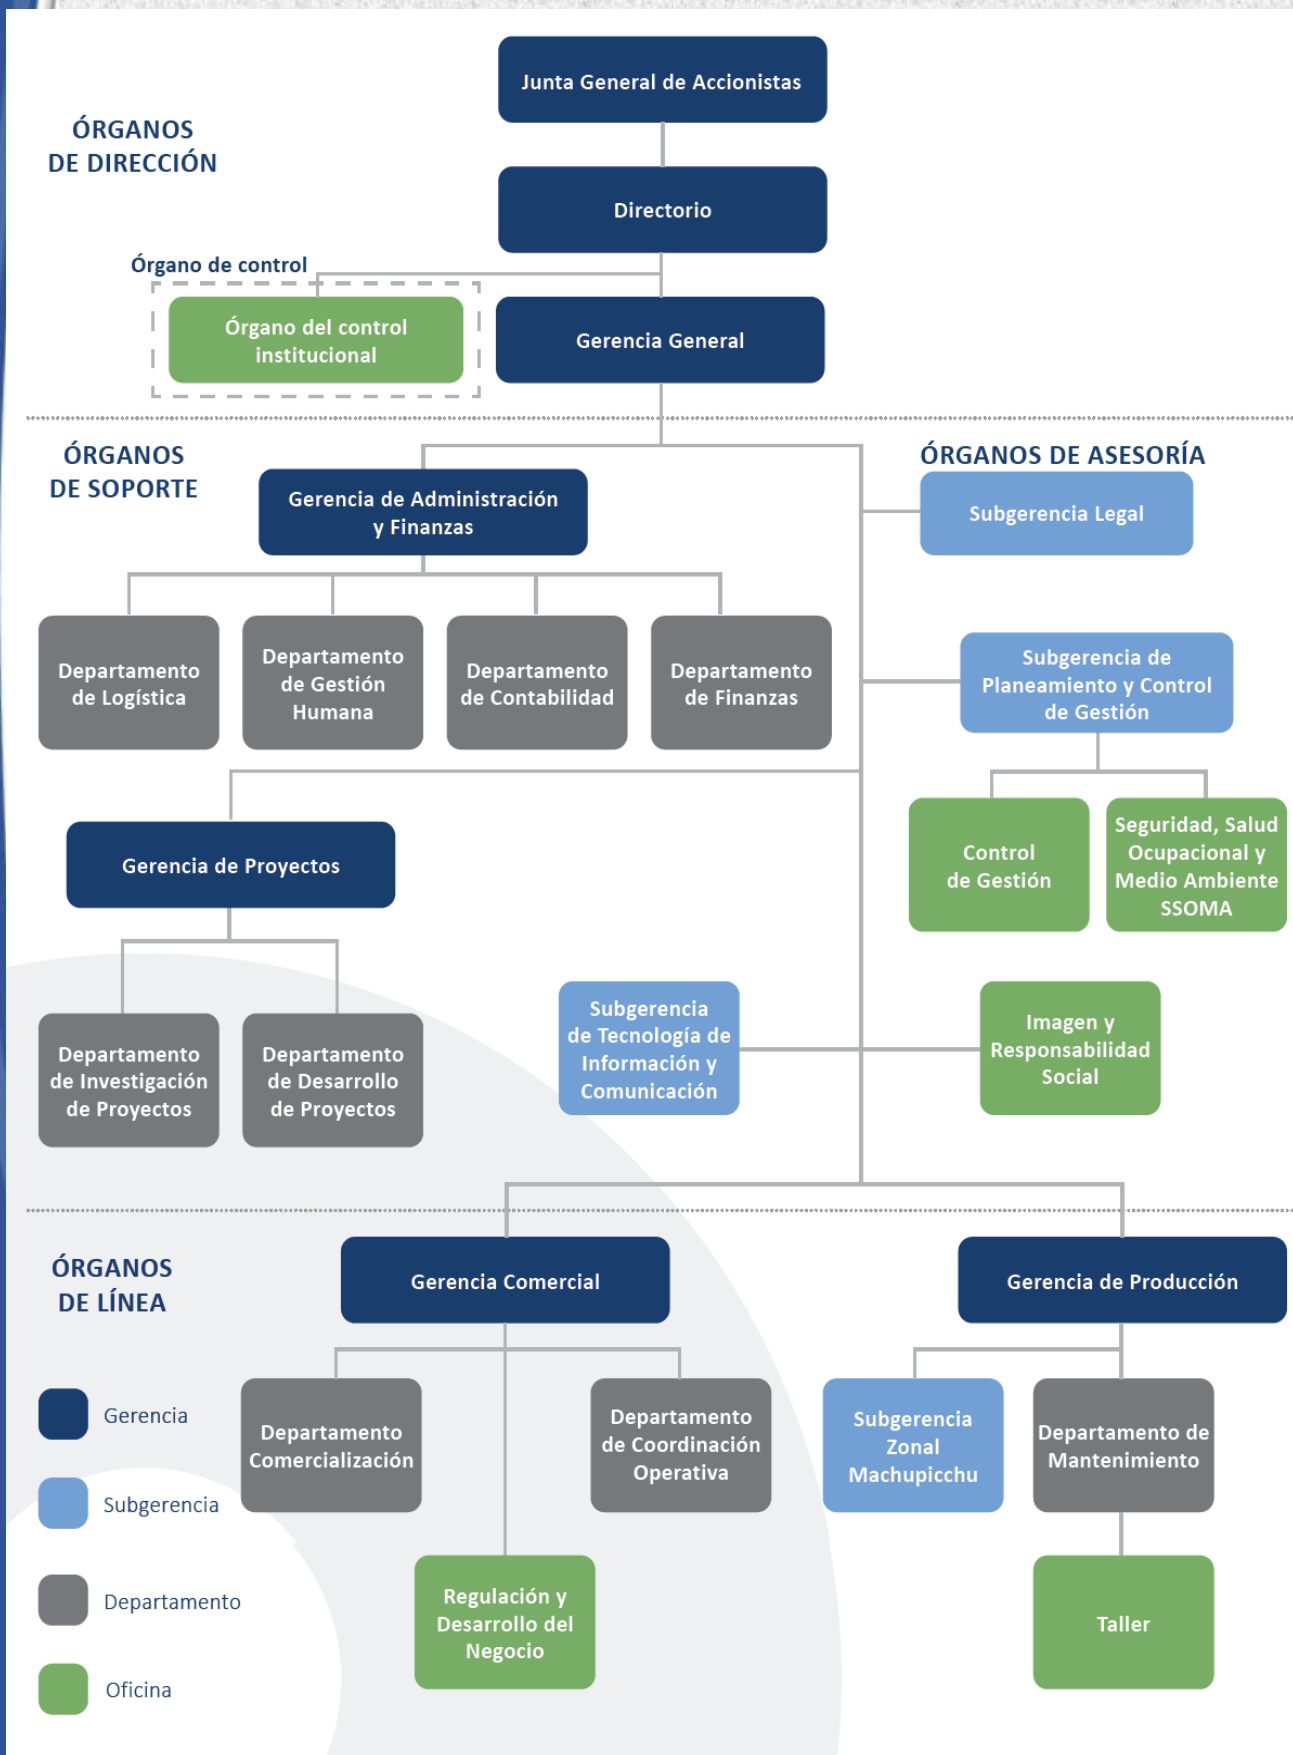 Junta General de Accionistas
ÓRGANOS
DE DIRECCIÓN
Directorio
Órgano de control
Órgano del control
institucional
Gerencia General
ÓRGANOS
DE SOPORTE
ÓRGANOS DE ASESORÍA
Gerencia de Administración
y Finanzas
Subgerencia Legal
Departamento
de Logística
Departamento
de Gestión
Humana
Departamento
de Contabilidad
Departamento
de Finanzas
Subgerencia de
Planeamiento y Control
de Gestión
Gerencia de Proyectos
Control
de Gestión
Seguridad, Salud
Ocupacional y
Medio Ambiente
SSOMA
Departamento
de Investigación
de Proyectos
Departamento
de Desarrollo
de Proyectos
Subgerencia
de Tecnología de
Información y
Comunicación
Imagen y
Responsabilidad
Social
ÓRGANOS
DE LÍNEA
Gerencia Comercial
Gerencia de Producción
Departamento
Comercialización
Departamento
de Coordinación
Operativa
Subgerencia
Zonal
Machupicchu
Departamento de
Mantenimiento
Regulación y
Desarrollo del
Negocio
Taller
Gerencia
Subgerencia
Departamento
Oficina